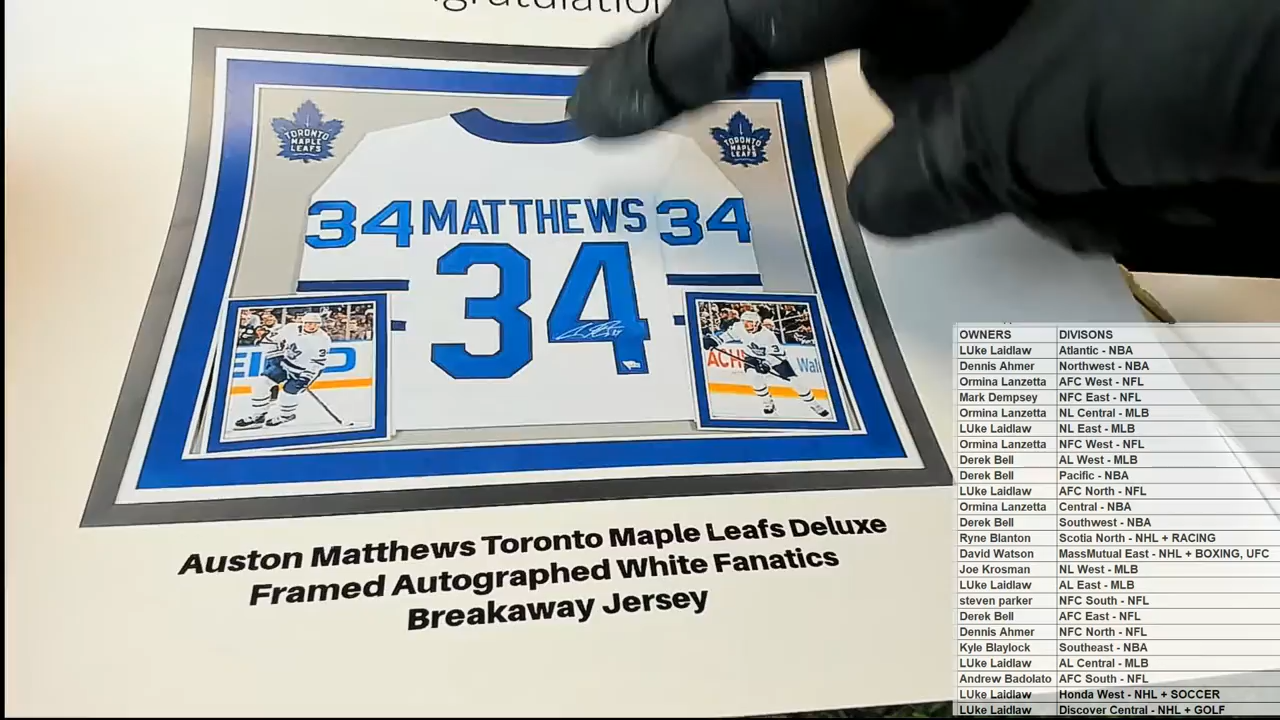 TORONTO
MAPLE
LEAFS
TORONTO
MAPLE
LEAFS
34 MATTHEWS 34
34
Auston Matthews Toronto Maple Leafs Deluxe
Framed Autographed White Fanatics
Breakaway Jersey
OWNERS DIVISONS
LUke Laidlaw Atlantic - NBA
Dennis Ahmer Northwest - NBA
Ormina Lanzetta AFC West - NFL
Mark Dempsey NFC East - NFL
Ormina Lanzetta NL Central - MLB
LUke Laidlaw NL East - MLB
Ormina Lanzetta NFC West - NFL
Derek Bell AL West - MLB
Derek Bell Pacific - NBA
LUke Laidlaw AFC North - NFL
Ormina Lanzetta Central - NBA
Derek Bell Southwest - NBA
Ryne Blanton Scotia North - NHL + RACING
David Watson MassMutual East - NHL + BOXING, UFC
Joe Krosman NL West - MLB
LUke Laidlaw AL East - MLB
steven parker NFC South - NFL
Derek Bell AFC East - NFL
Dennis Ahmer NFC North - NFL
Kyle Blaylock Southeast - NBA
LUke Laidlaw AL Central - MLB
Andrew Badolato AFC South - NFL
LUke Laidlaw Honda West - NHL + SOCCER
LUke Laidlaw Discover Central - NHL + GOLF